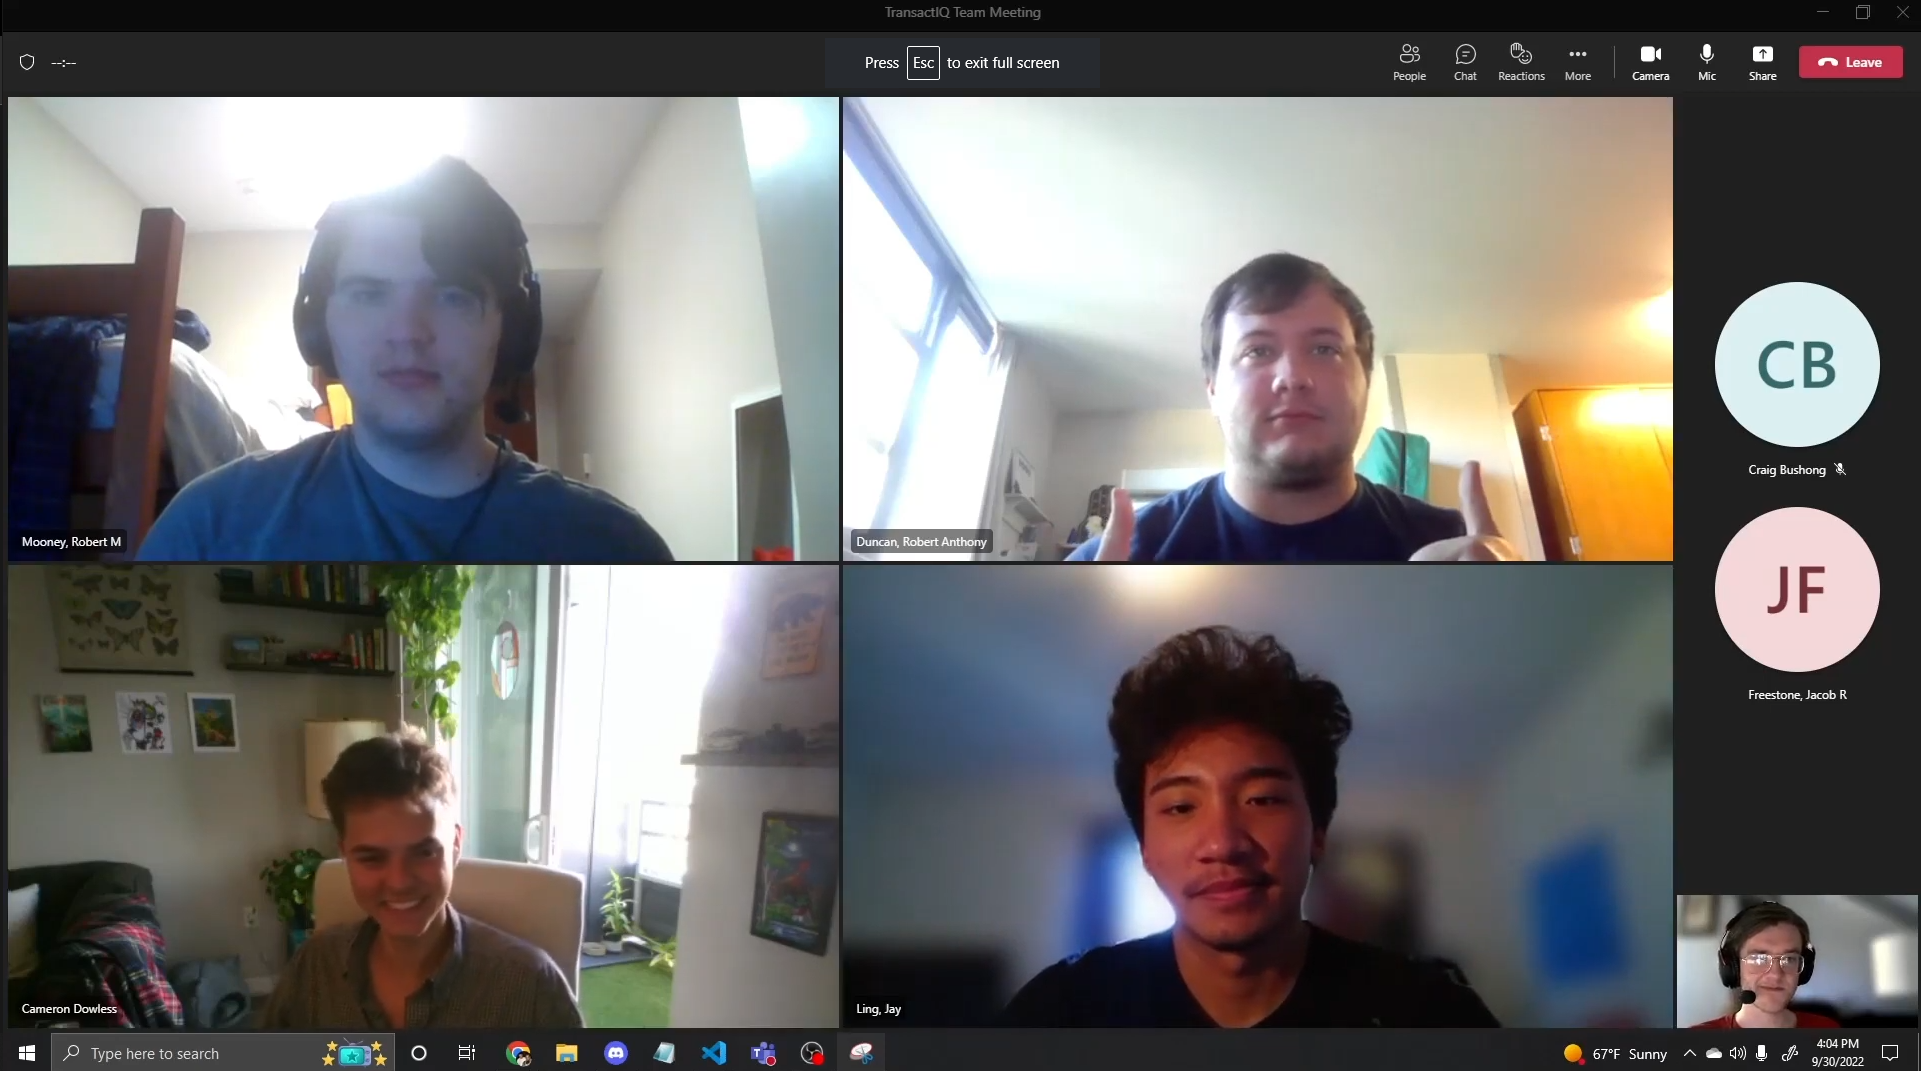 TransactIQ Team Meeting
--:--
Press Esc to exit full screen
People
Chat
Reactions
More
Camera
Mic
Share
Leave
Mooney, Robert M
Duncan, Robert Anthony
CB
Craig Bushong
JF
Freestone, Jacob R
Cameron Dowless
Ling, Jay
Type here to search
67°F Sunny
4:04 PM
9/30/2022